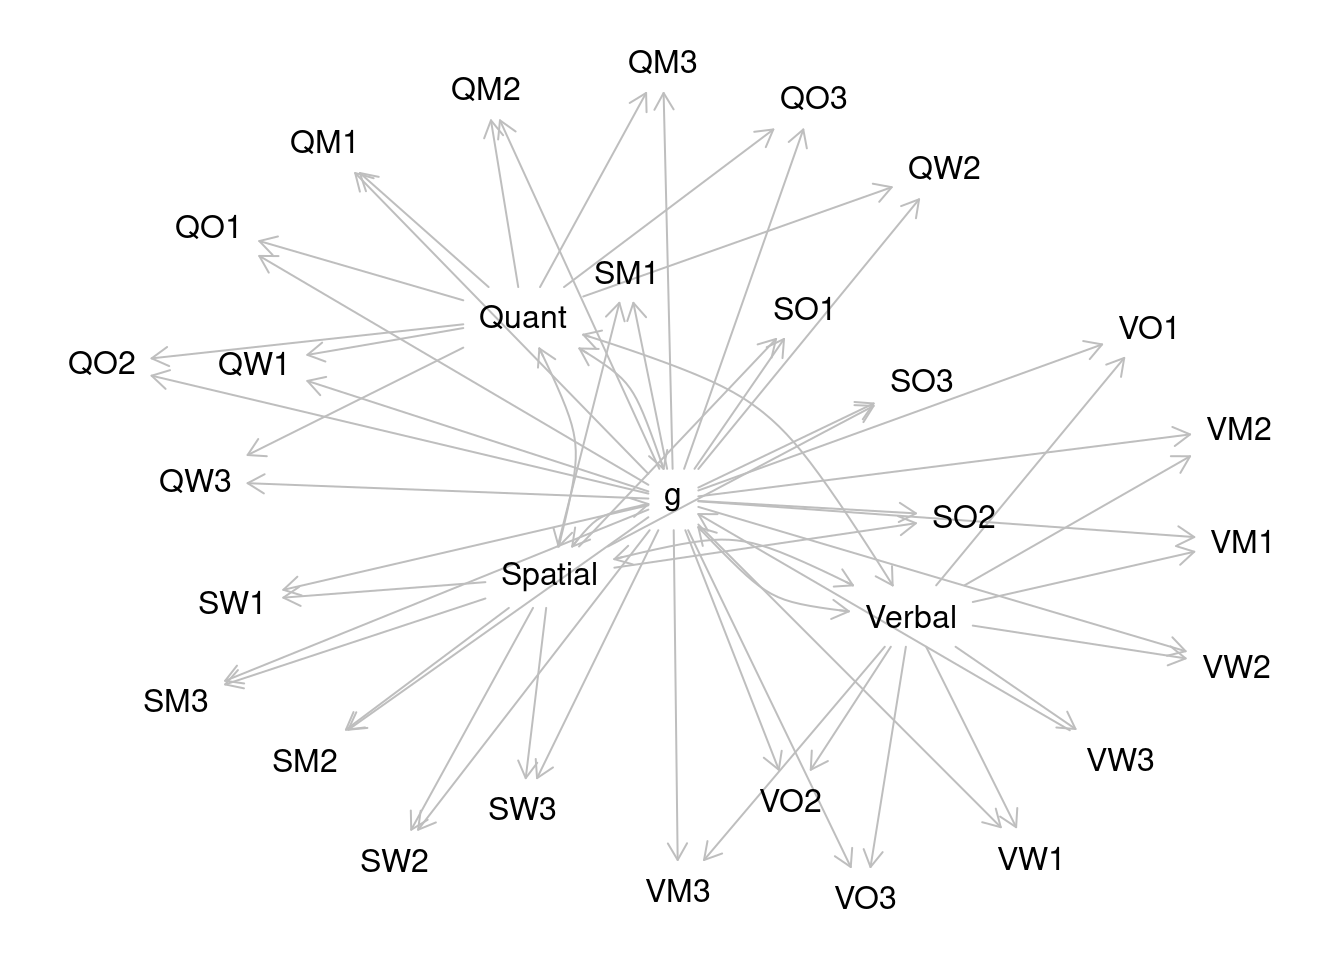 QM3
QM2
QO3
QM1
QW2
QO1
SM1
SO1
Quant
VO1
QO2
QW1
SO3
VM2
QW3
g
SO2
VM1
Spatial
SW1
Verbal
VW2
SM3
SM2
VW3
VO2
SW3
SW2
VW1
VM3
VO3